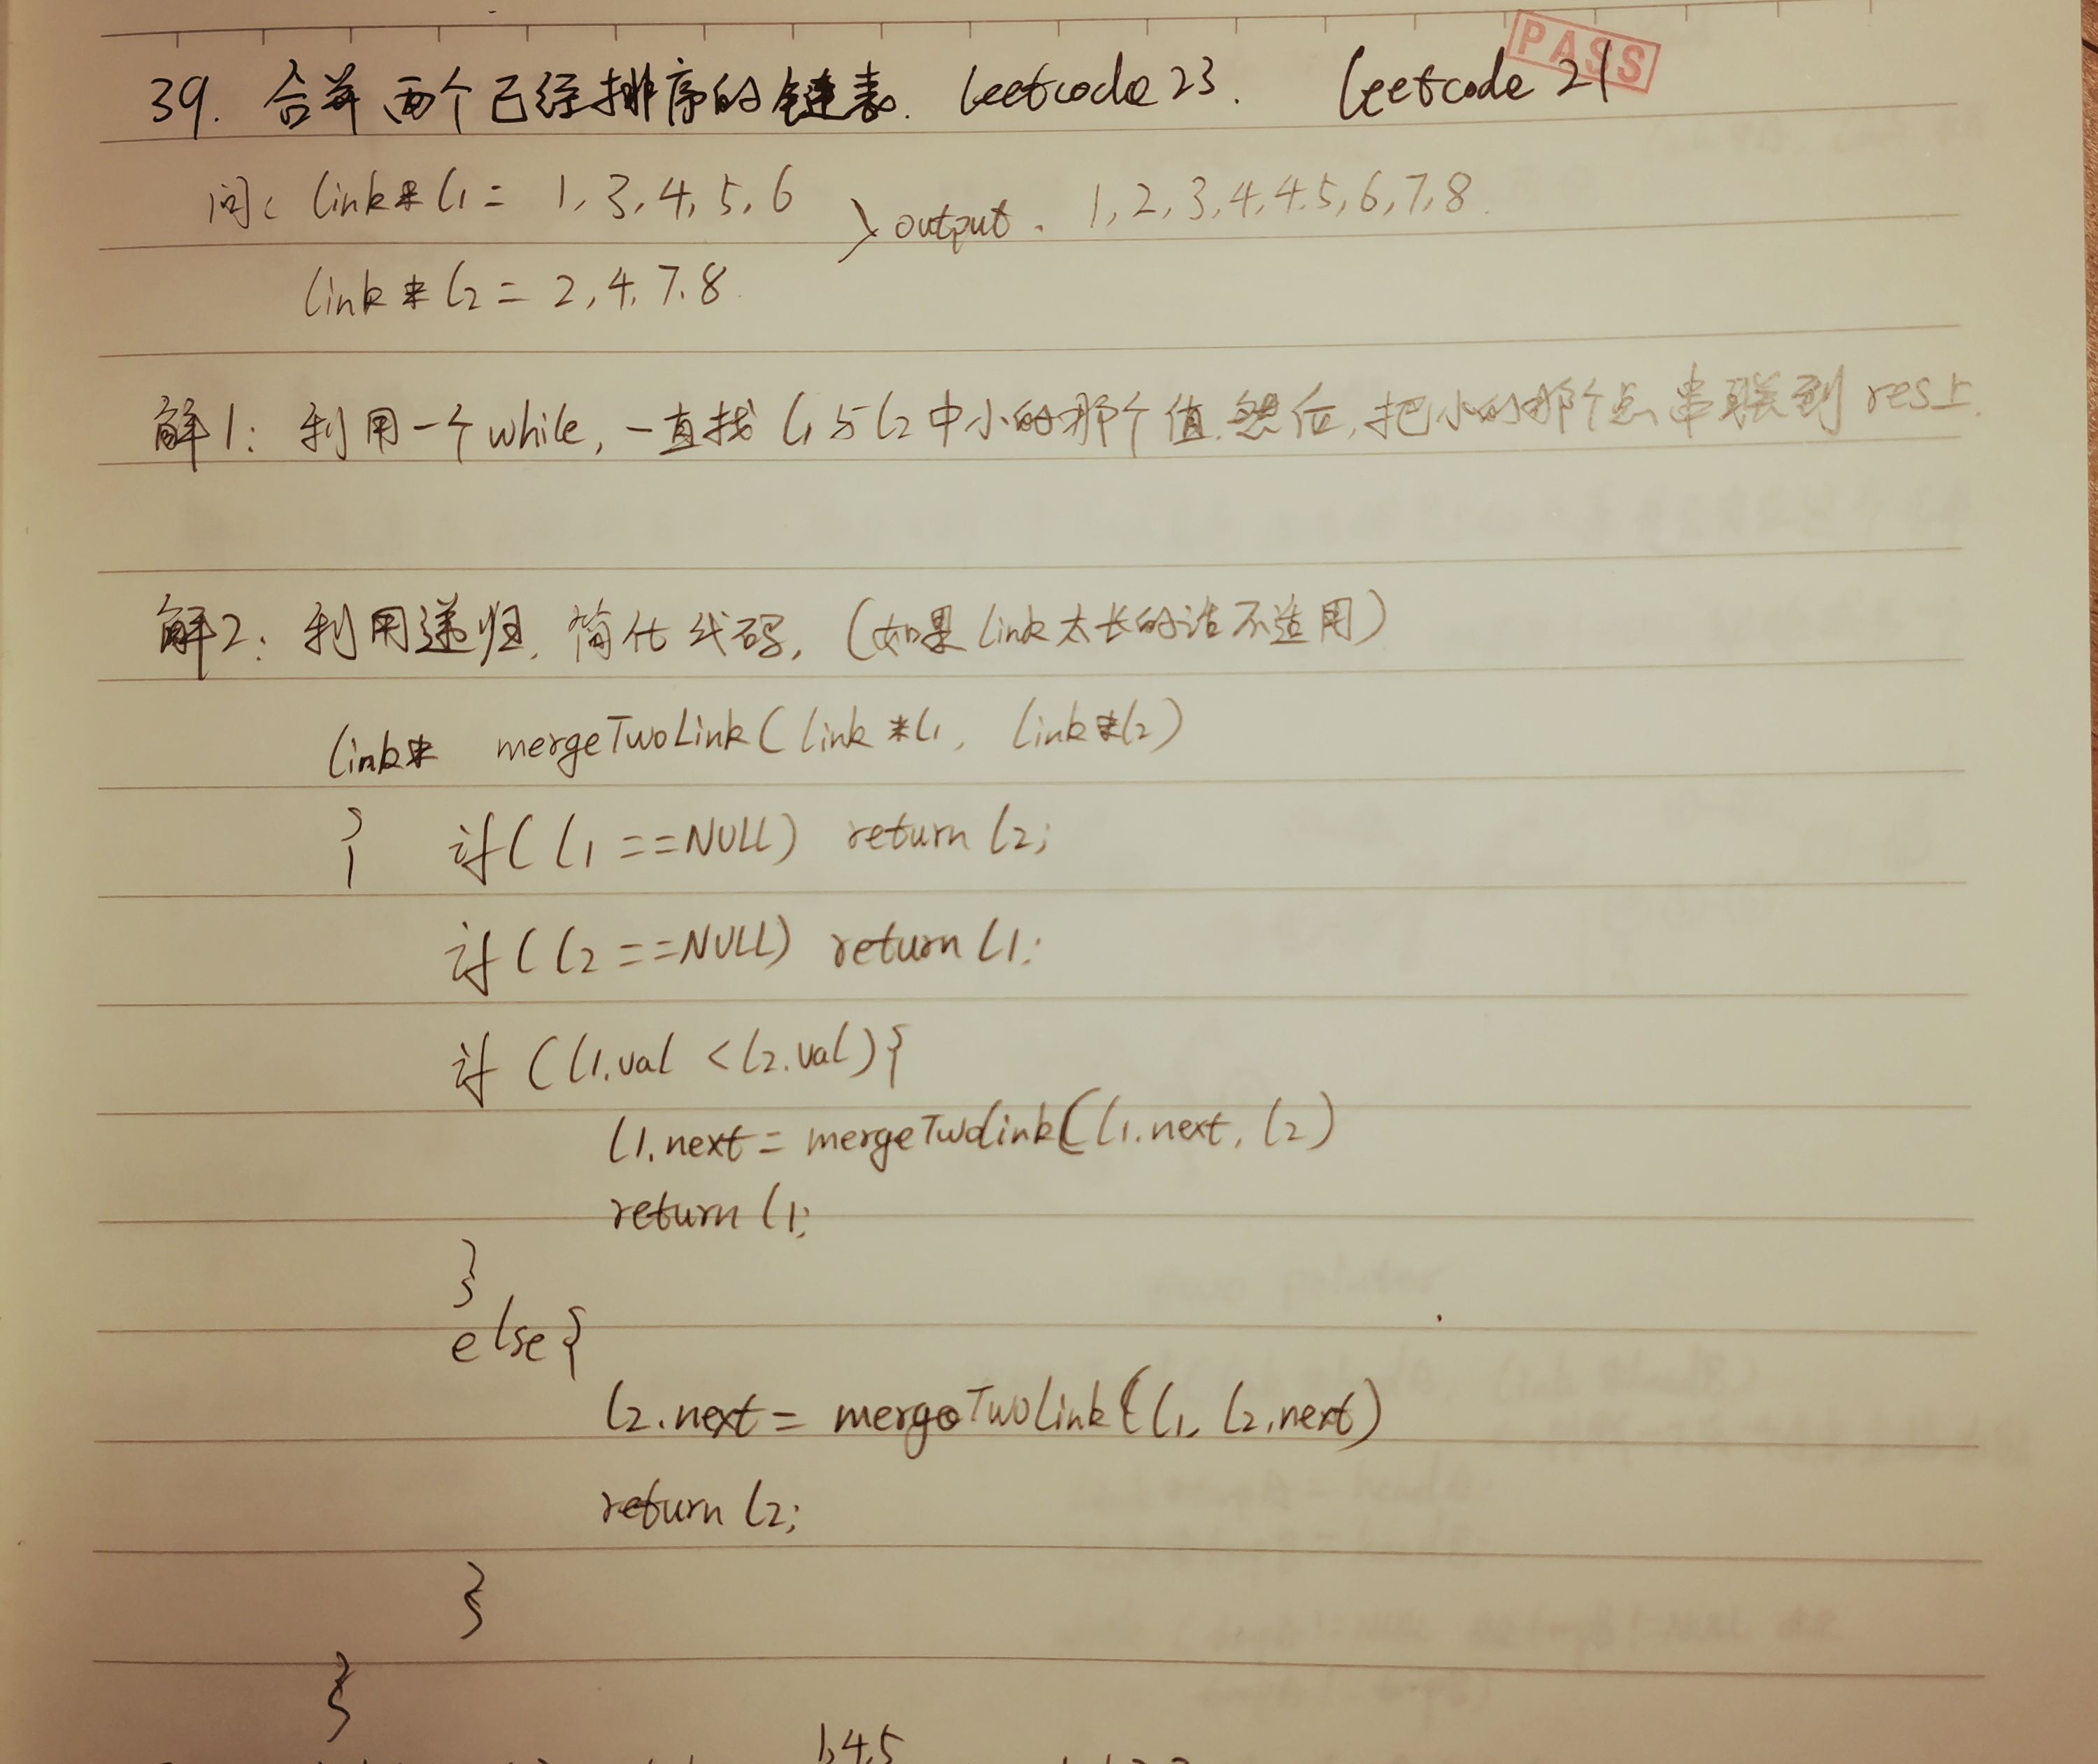 PASS
39. 合并两个已经排序的链表. leetcode 23. leetcode 21
问: link* l1 = 1, 3, 4, 5, 6 } output. 1, 2, 3, 4, 4, 5, 6, 7, 8.
link * l2 = 2, 4, 7, 8
解1: 利用一个while, 一直找 l1 与 l2 中小的那个值, 然后, 把小的那个点串联到 res上.
解2: 利用递归, 简化代码, (如果 link 太长的话不适用)
link* mergeTwoLink( link *l1, link *l2)
{ if( l1 ==NULL) return l2;
if( l2 ==NULL) return l1;
if (l1.val < l2.val){
l1.next = mergeTwoLink(l1.next, l2)
return l1;
}
else{
l2.next = mergeTwoLink(l1, l2.next)
return l2;
}
}
1,4,5